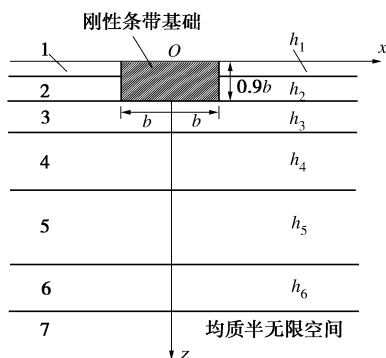 刚性条带基础
1 O h₁ x
2 0.9b h₂
3 b b h₃
4 h₄
5 h₅
6 h₆
7 均质半无限空间
z